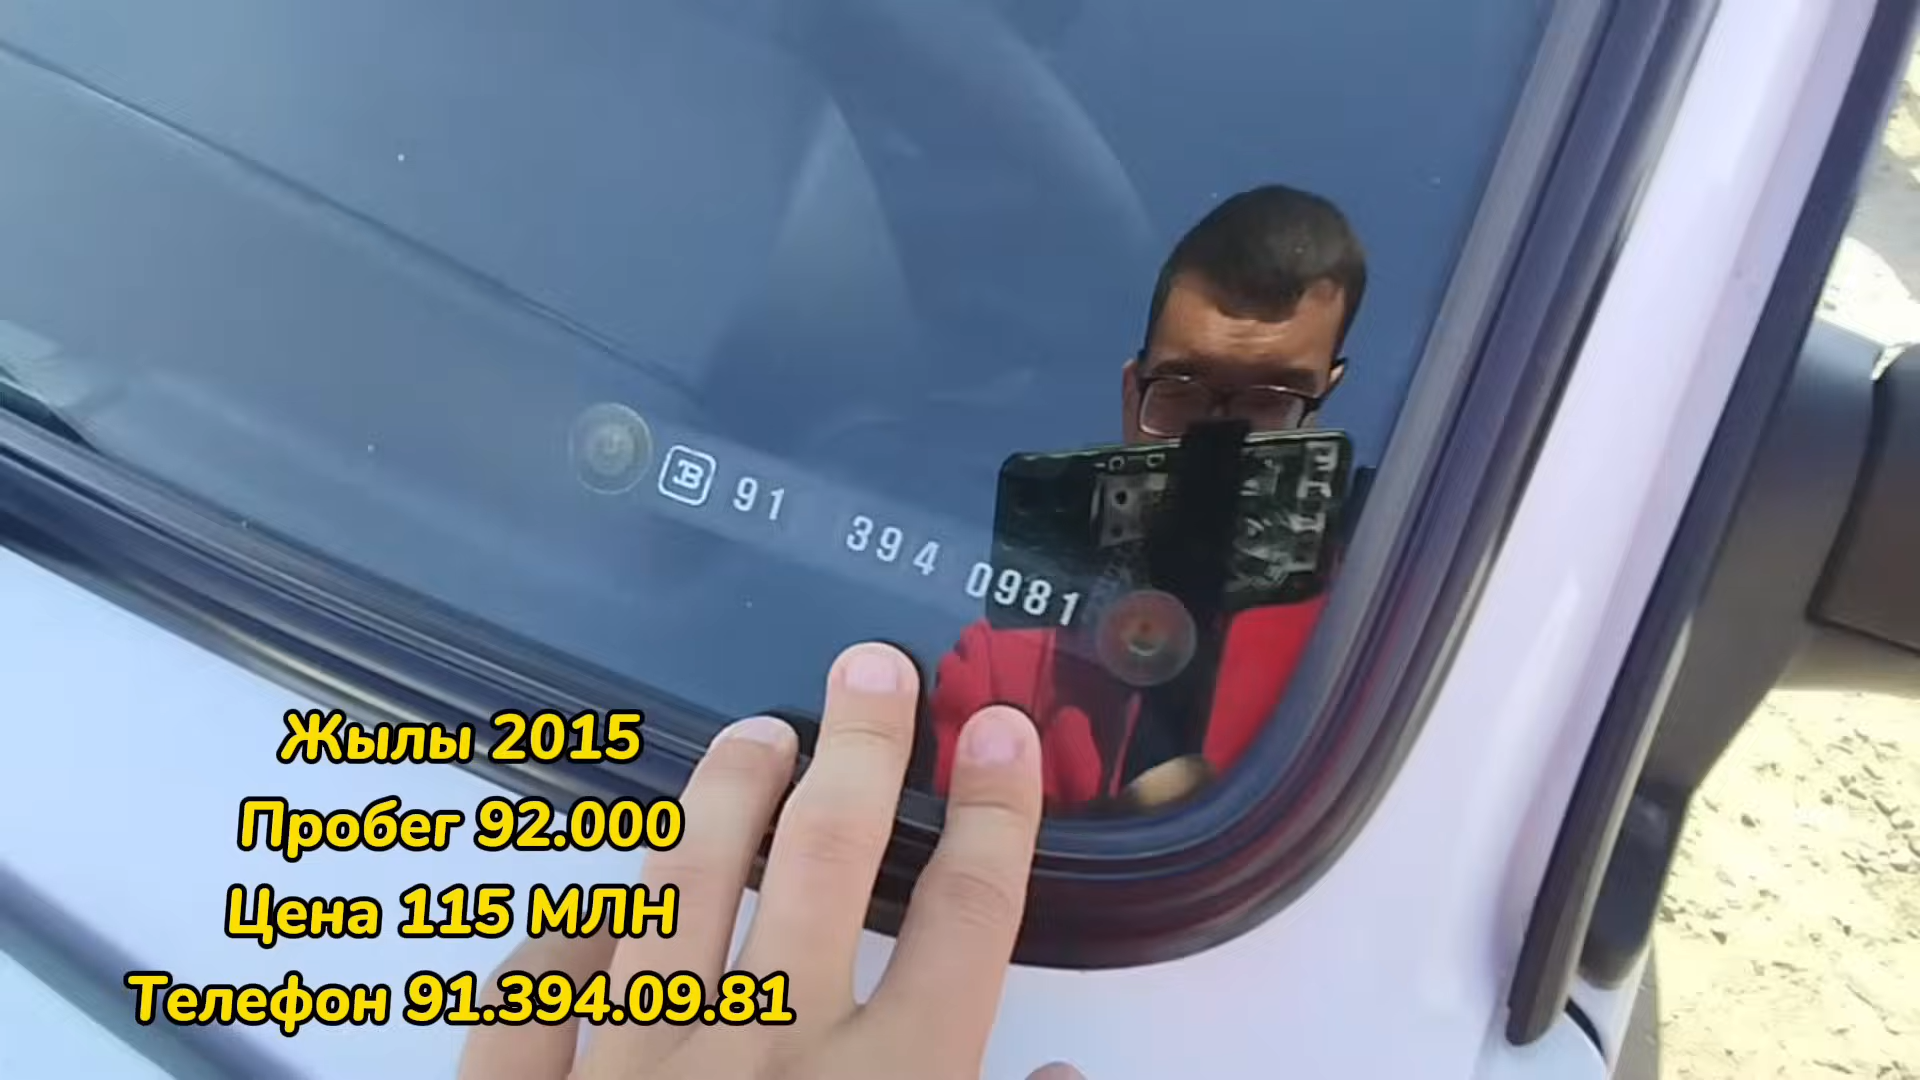 B 91 394 0981
Жылы 2015
Пробег 92.000
Цена 115 МЛН
Телефон 91.394.09.81